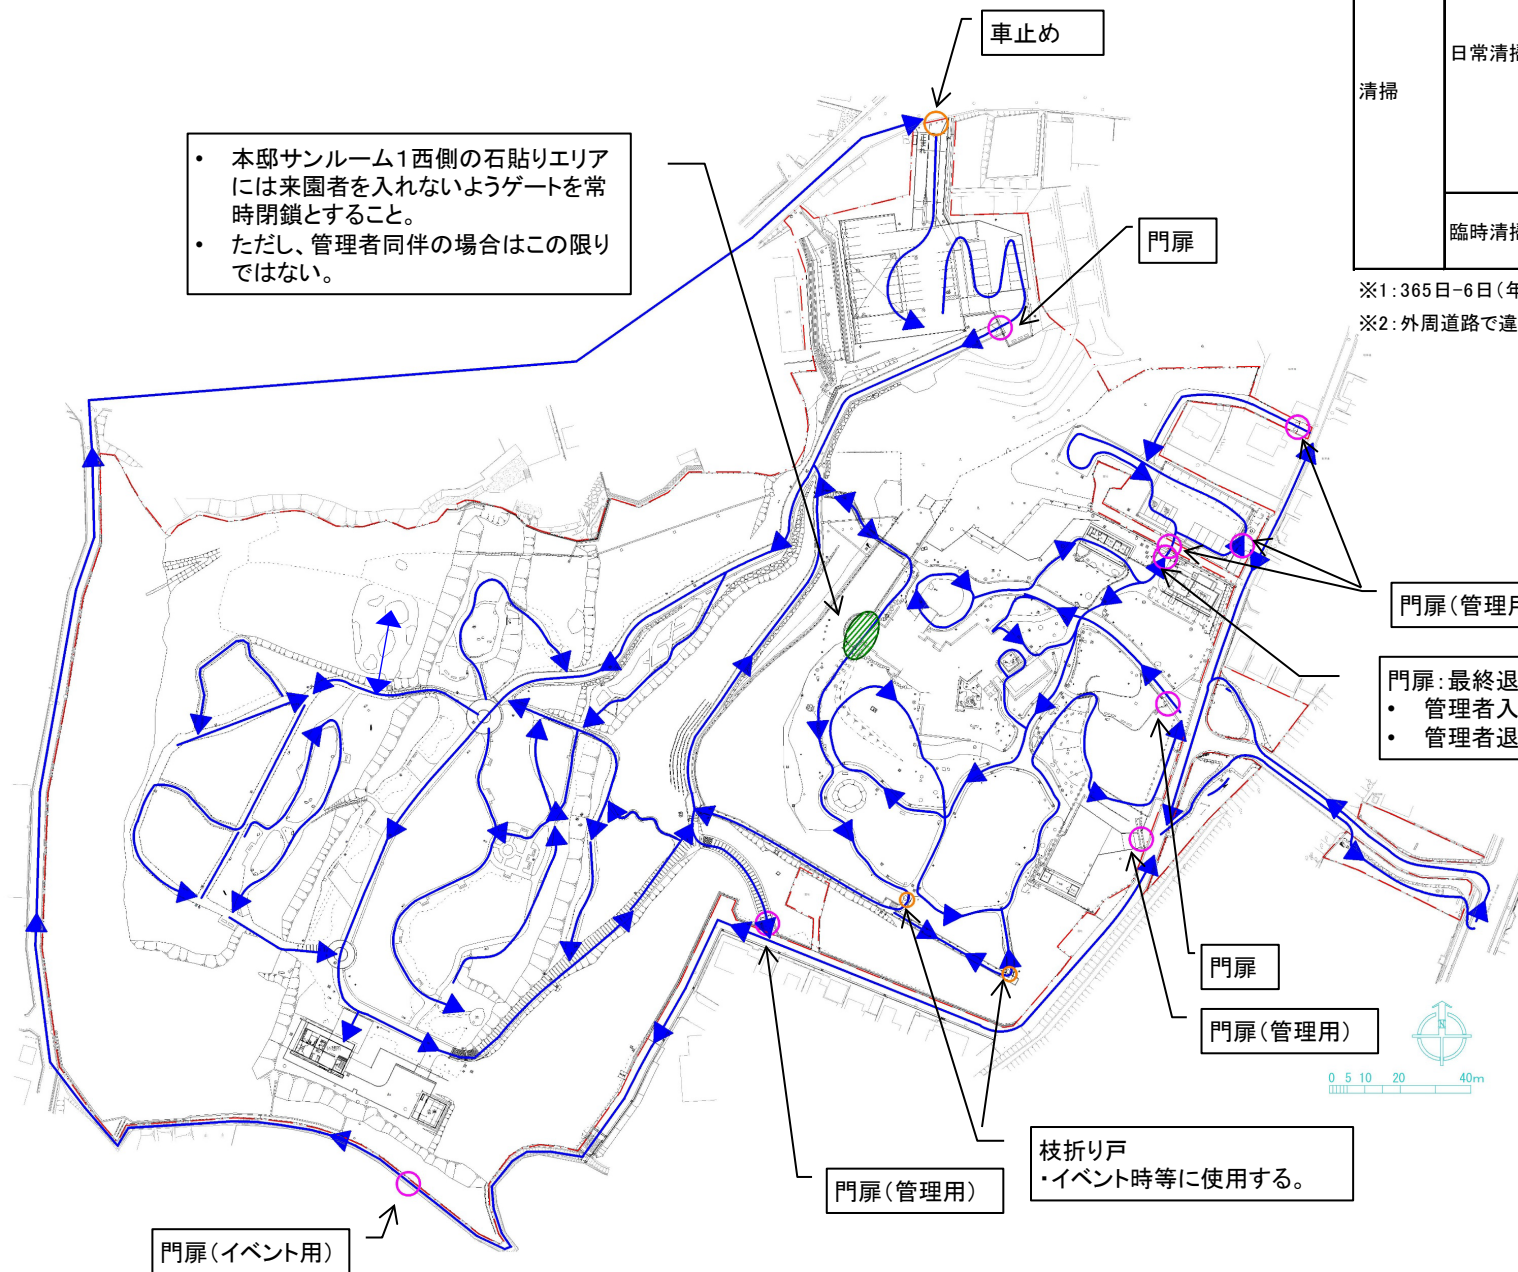 車止め
日常清掃
清掃
臨時清掃
※1:365日-6日(年
※2:外周道路で違
• 本邸サンルーム1西側の石貼りエリア
には来園者を入れないようゲートを常
時閉鎖とすること。
• ただし、管理者同伴の場合はこの限り
ではない。
門扉
門扉(管理用
門扉:最終退
• 管理者入
• 管理者退
門扉
門扉(管理用)
N
0 5 10 20 40m
枝折り戸
・イベント時等に使用する。
門扉(管理用)
門扉(イベント用)